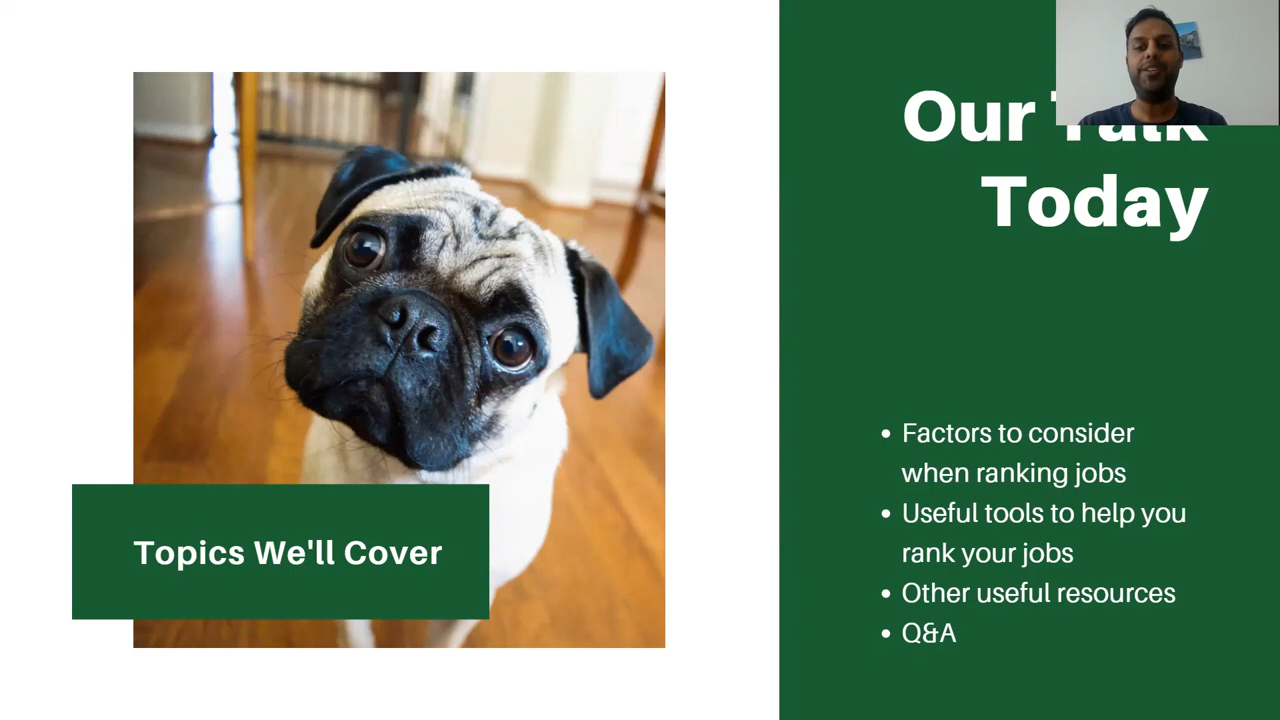 Our Talk
Today
Topics We'll Cover
• Factors to consider
when ranking jobs
• Useful tools to help you
rank your jobs
• Other useful resources
• Q&A